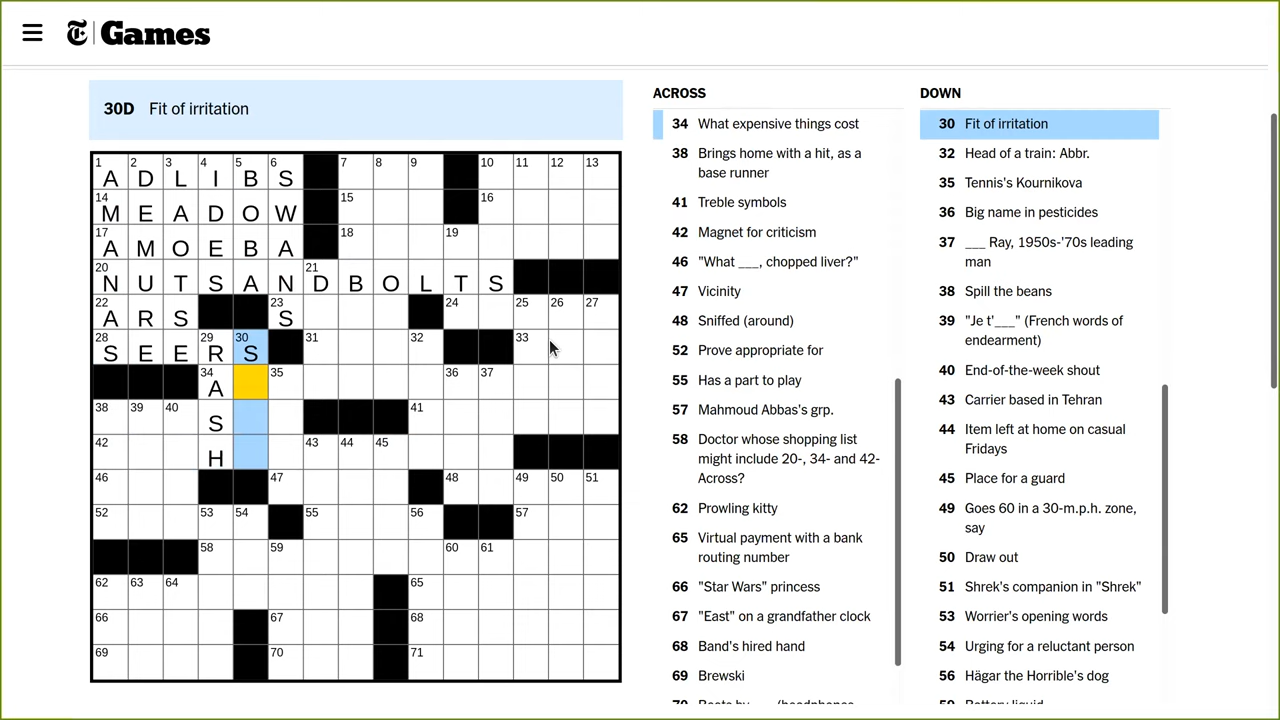 Games
30D Fit of irritation
1 2 3 4 5 6 7 8 9 10 11 12 13
A D L I B S
14 15 16
M E A D O W
17 18 19
A M O E B A
20 21
N U T S A N D B O L T S
22 23 24 25 26 27
A R S S
28 29 30 31 32 33
S E E R S
34 35 36 37
A
38 39 40 41
S
42 43 44 45
H
46 47 48 49 50 51
52 53 54 55 56 57
58 59 60 61
62 63 64 65
66 67 68
69 70 71
ACROSS
34 What expensive things cost
38 Brings home with a hit, as a
base runner
41 Treble symbols
42 Magnet for criticism
46 "What ___, chopped liver?"
47 Vicinity
48 Sniffed (around)
52 Prove appropriate for
55 Has a part to play
57 Mahmoud Abbas's grp.
58 Doctor whose shopping list
might include 20-, 34- and 42-
Across?
62 Prowling kitty
65 Virtual payment with a bank
routing number
66 "Star Wars" princess
67 "East" on a grandfather clock
68 Band's hired hand
69 Brewski
DOWN
30 Fit of irritation
32 Head of a train: Abbr.
35 Tennis's Kournikova
36 Big name in pesticides
37 ___ Ray, 1950s-'70s leading
man
38 Spill the beans
39 "Je t'___" (French words of
endearment)
40 End-of-the-week shout
43 Carrier based in Tehran
44 Item left at home on casual
Fridays
45 Place for a guard
49 Goes 60 in a 30-m.p.h. zone,
say
50 Draw out
51 Shrek's companion in "Shrek"
53 Worrier's opening words
54 Urging for a reluctant person
56 Hägar the Horrible's dog